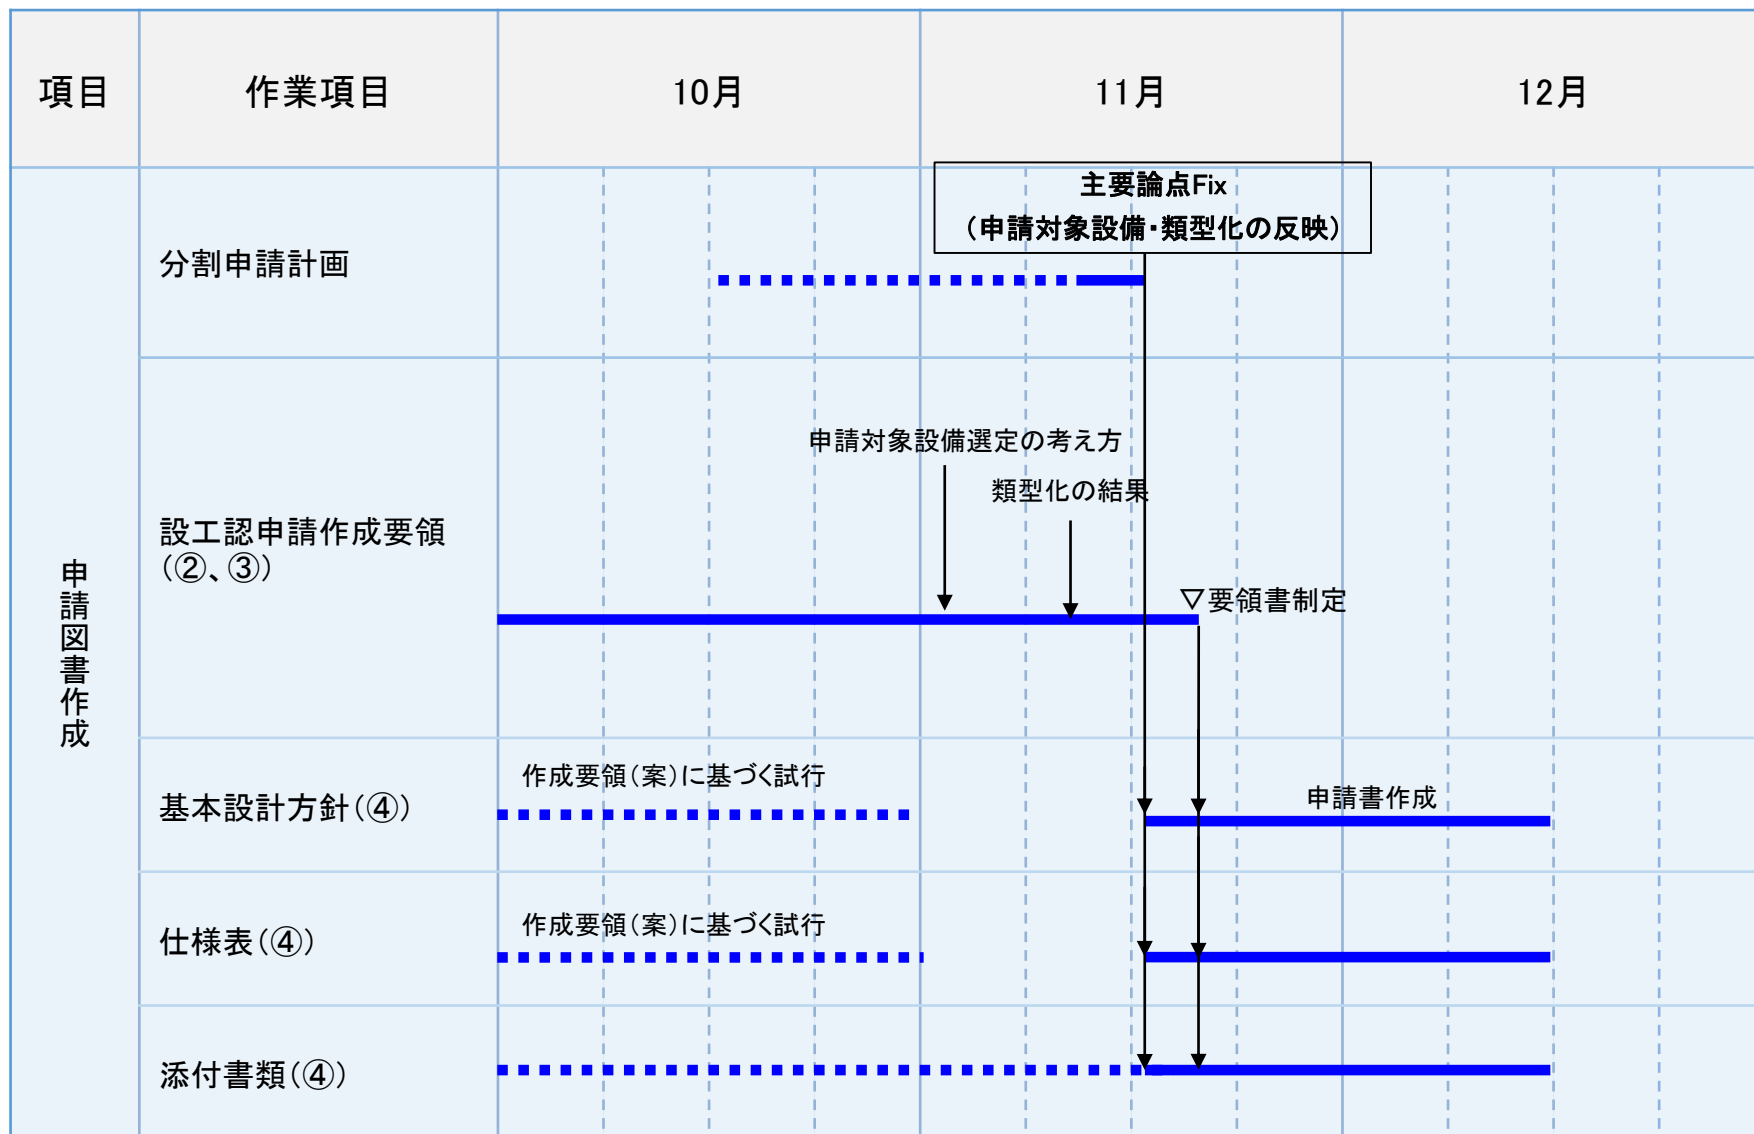 項目
作業項目
10月
11月
12月
主要論点Fix
（申請対象設備・類型化の反映）
申請図書作成
分割申請計画
設工認申請作成要領
（②、③）
申請対象設備選定の考え方
類型化の結果
▽要領書制定
基本設計方針（④）
作成要領（案）に基づく試行
申請書作成
仕様表（④）
作成要領（案）に基づく試行
添付書類（④）